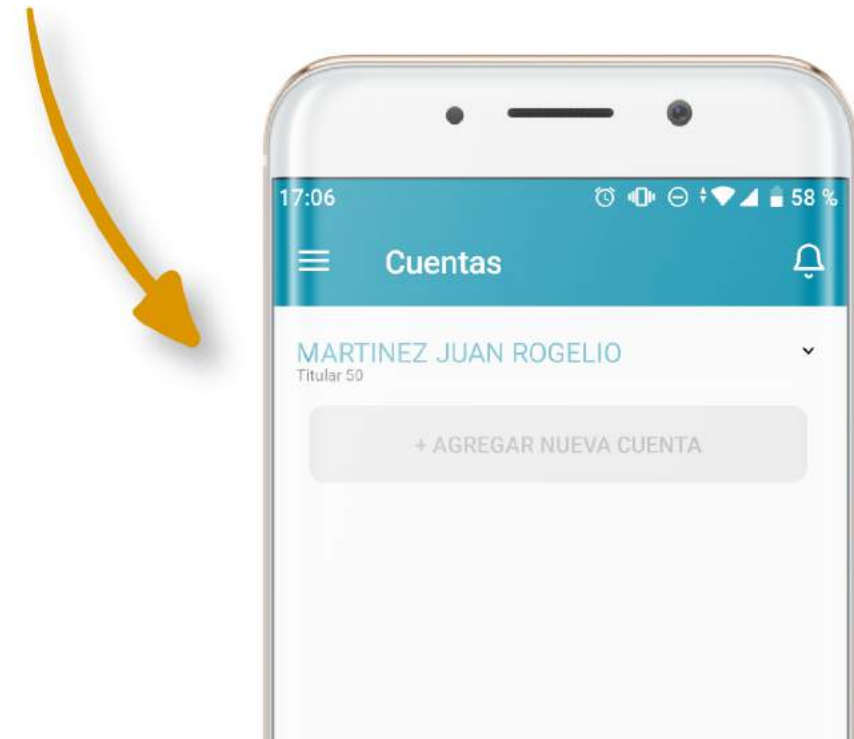 17:06 58 %
Cuentas
MARTINEZ JUAN ROGELIO
Titular 50
+ AGREGAR NUEVA CUENTA